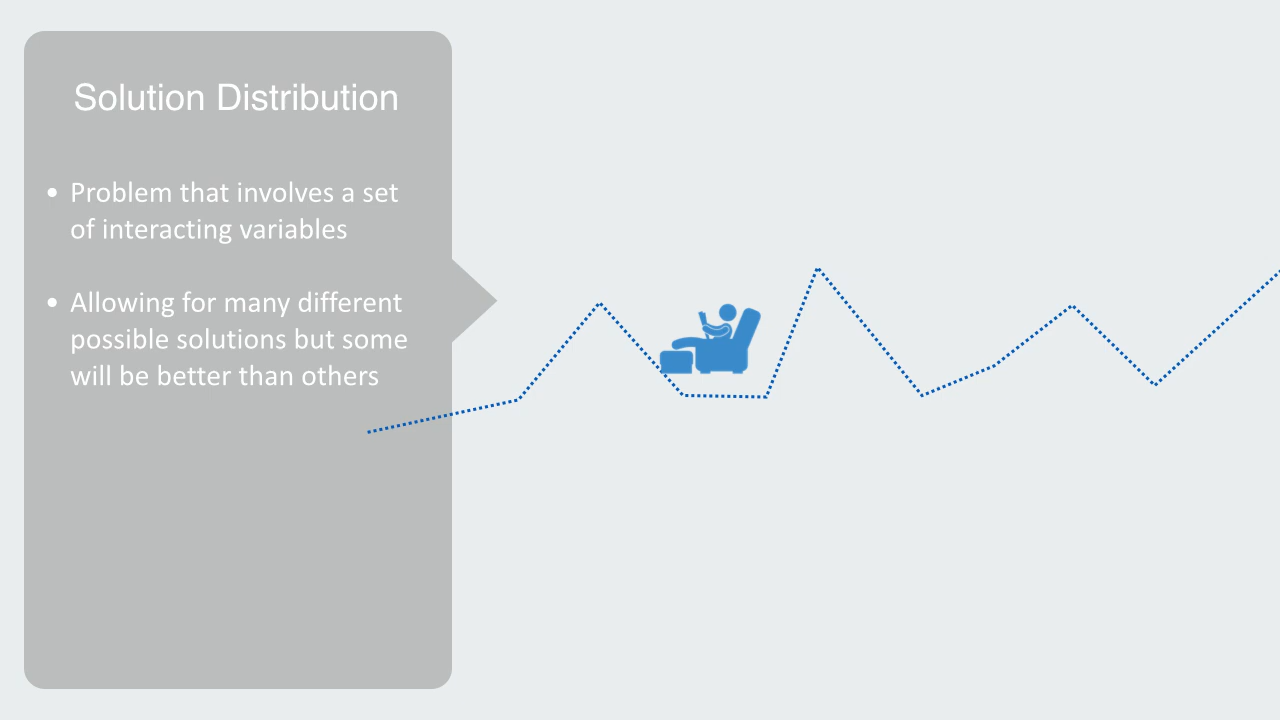 Solution Distribution
• Problem that involves a set
of interacting variables
• Allowing for many different
possible solutions but some
will be better than others